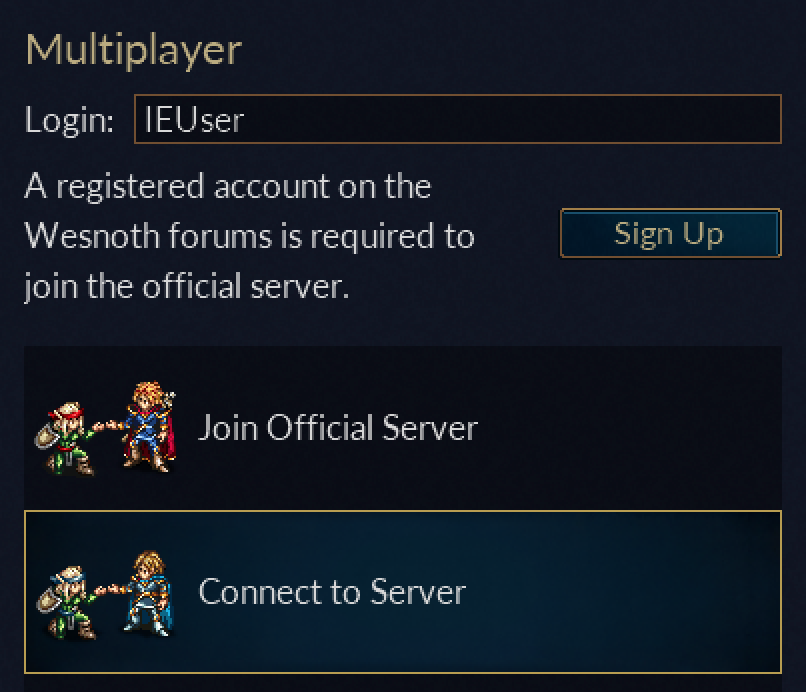 Multiplayer
Login: IEUser
A registered account on the
Wesnoth forums is required to
join the official server.
Sign Up
Join Official Server
Connect to Server